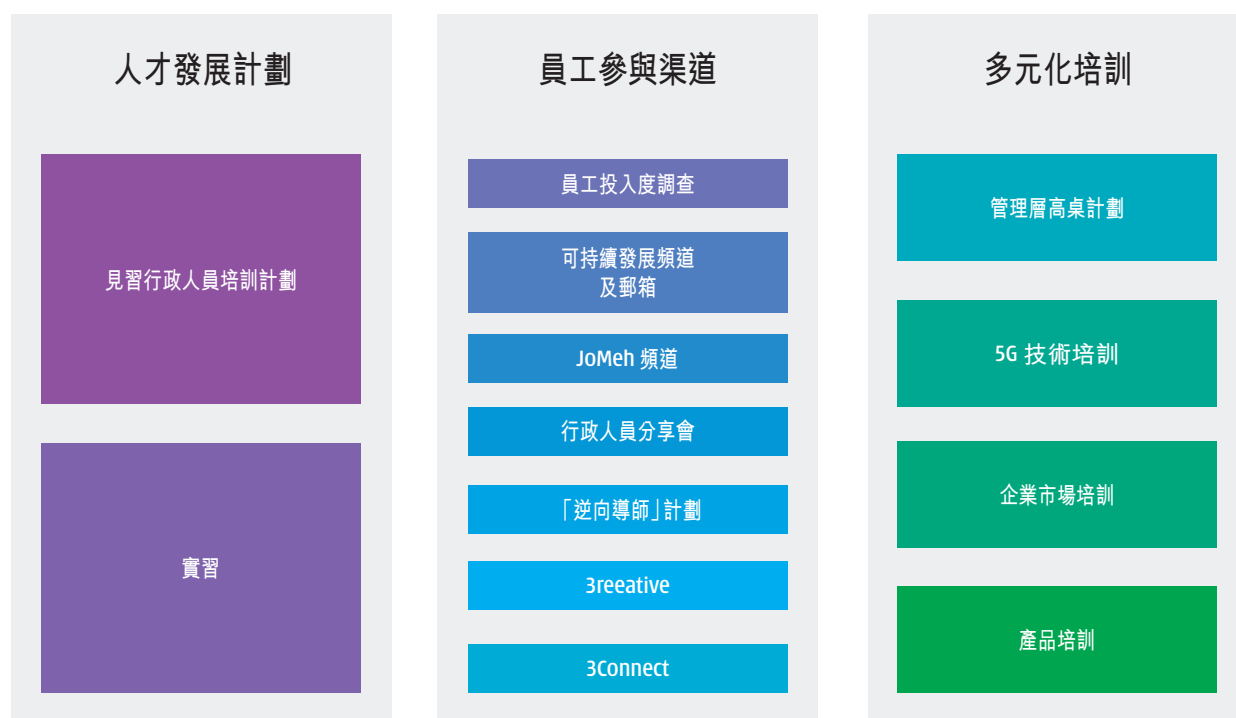 人才發展計劃
見習行政人員培訓計劃
實習
員工參與渠道
員工投入度調查
可持續發展頻道
及郵箱
JoMeh 頻道
行政人員分享會
「逆向導師」計劃
3reeative
3Connect
多元化培訓
管理層高桌計劃
5G 技術培訓
企業市場培訓
產品培訓